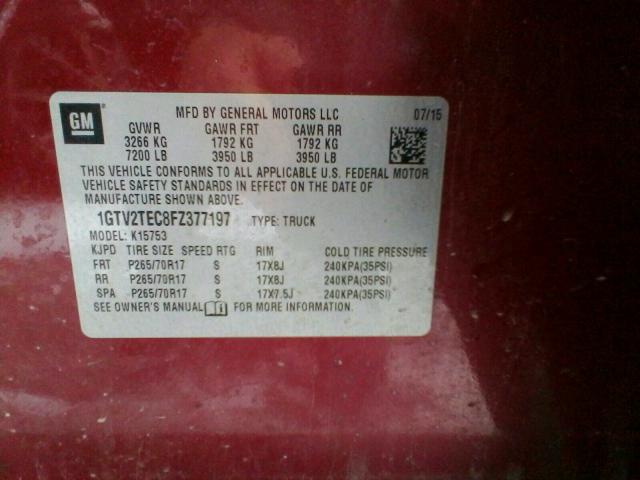 GM
MFD BY GENERAL MOTORS LLC 07/15
GVWR GAWR FRT GAWR RR
3266 KG 1792 KG 1792 KG
7200 LB 3950 LB 3950 LB
THIS VEHICLE CONFORMS TO ALL APPLICABLE U.S. FEDERAL MOTOR
VEHICLE SAFETY STANDARDS IN EFFECT ON THE DATE OF
MANUFACTURE SHOWN ABOVE.
1GTV2TEC8FZ377197 TYPE: TRUCK
MODEL: K15753
KJPD TIRE SIZE SPEED RTG RIM COLD TIRE PRESSURE
FRT P265/70R17 S 17X8J 240KPA(35PSI)
RR P265/70R17 S 17X8J 240KPA(35PSI)
SPA P265/70R17 S 17X7.5J 240KPA(35PSI)
SEE OWNER'S MANUAL FOR MORE INFORMATION.